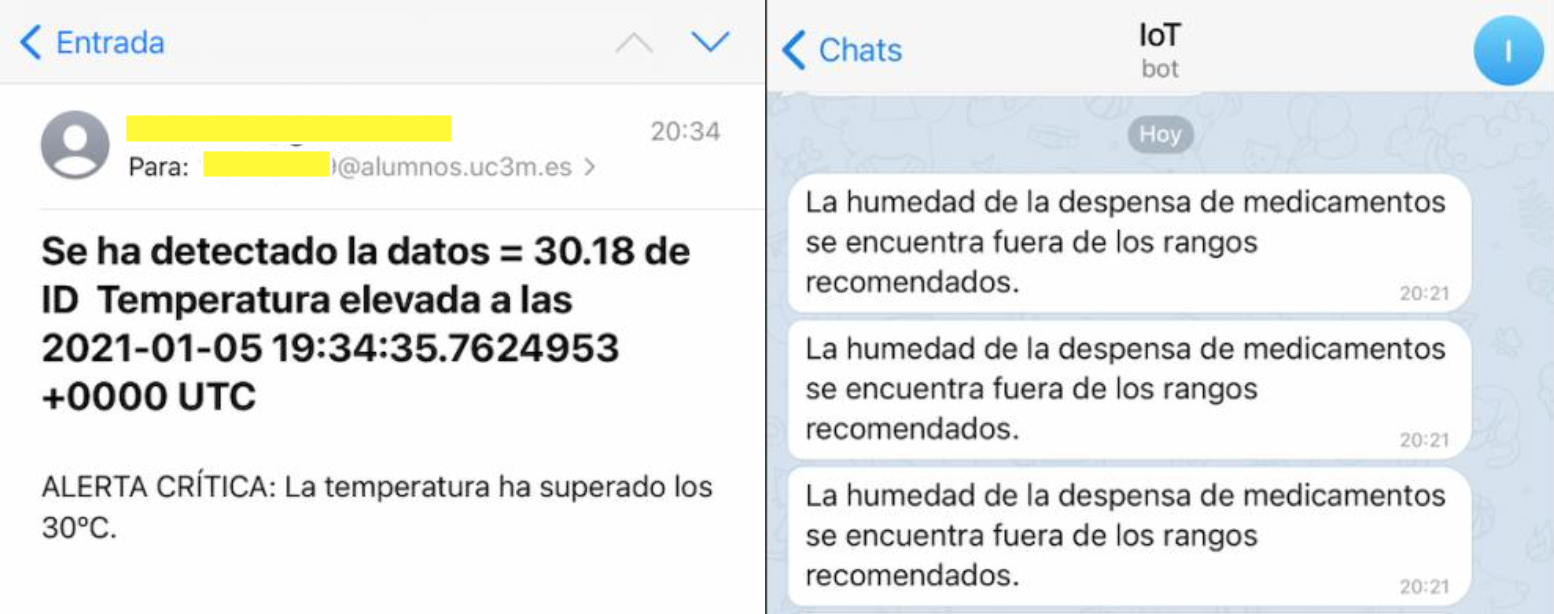 Entrada
20:34
Para: 9@alumnos.uc3m.es >
Se ha detectado la datos = 30.18 de
ID Temperatura elevada a las
2021-01-05 19:34:35.7624953
+0000 UTC
ALERTA CRÍTICA: La temperatura ha superado los
30°C.
Chats
IoT
bot
I
Hoy
La humedad de la despensa de medicamentos
se encuentra fuera de los rangos
recomendados.
20:21
La humedad de la despensa de medicamentos
se encuentra fuera de los rangos
recomendados.
20:21
La humedad de la despensa de medicamentos
se encuentra fuera de los rangos
recomendados.
20:21